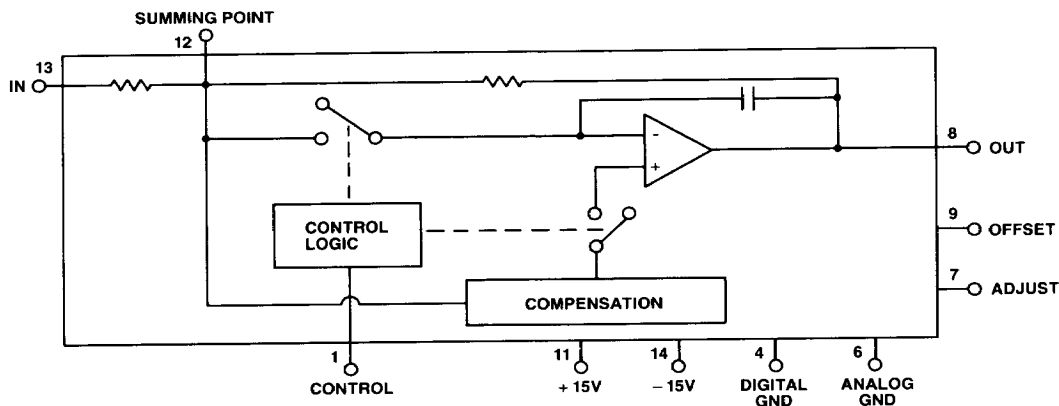 SUMMING POINT
12
13
IN
8
OUT
-
+
CONTROL
LOGIC
9
OFFSET
7
ADJUST
COMPENSATION
1
CONTROL
11
+15V
14
-15V
4
DIGITAL
GND
6
ANALOG
GND